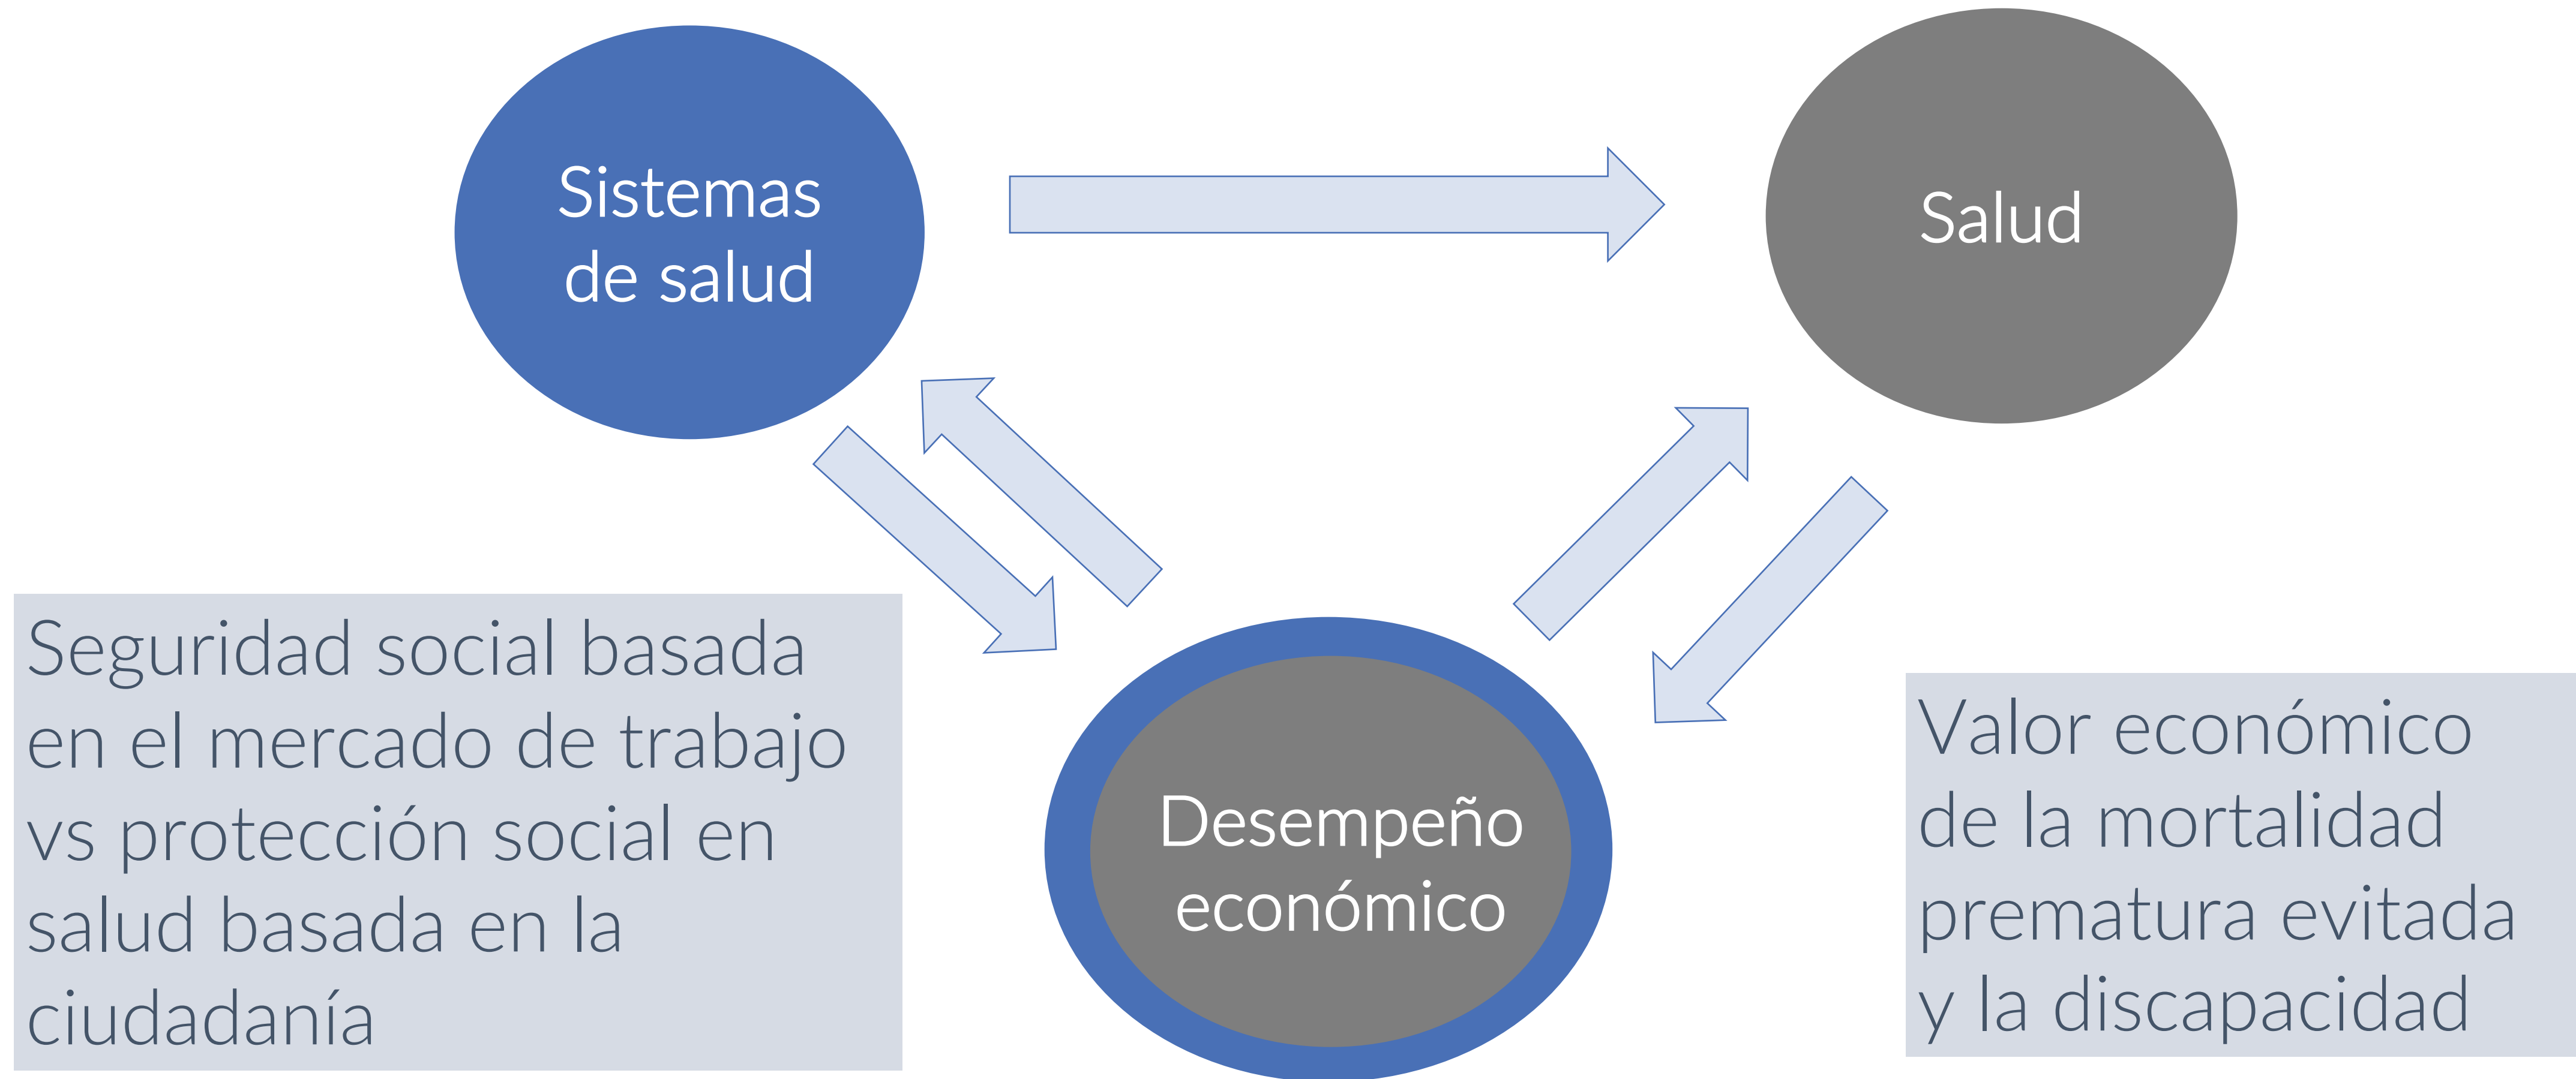 Sistemas
de salud
Salud
Seguridad social basada
en el mercado de trabajo
vs protección social en
salud basada en la
ciudadanía
Desempeño
económico
Valor económico
de la mortalidad
prematura evitada
y la discapacidad